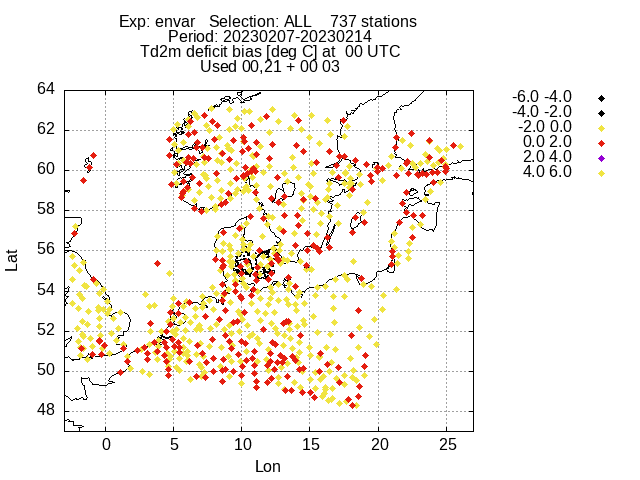 Exp: envar   Selection: ALL    737 stations
Period: 20230207-20230214
Td2m deficit bias [deg C] at  00 UTC
Used 00,21 + 00 03
64
62
60
58
56
54
52
50
48
0 5 10 15 20 25
Lon
Lat
-6.0 -4.0
-4.0 -2.0
-2.0 0.0
0.0 2.0
2.0 4.0
4.0 6.0